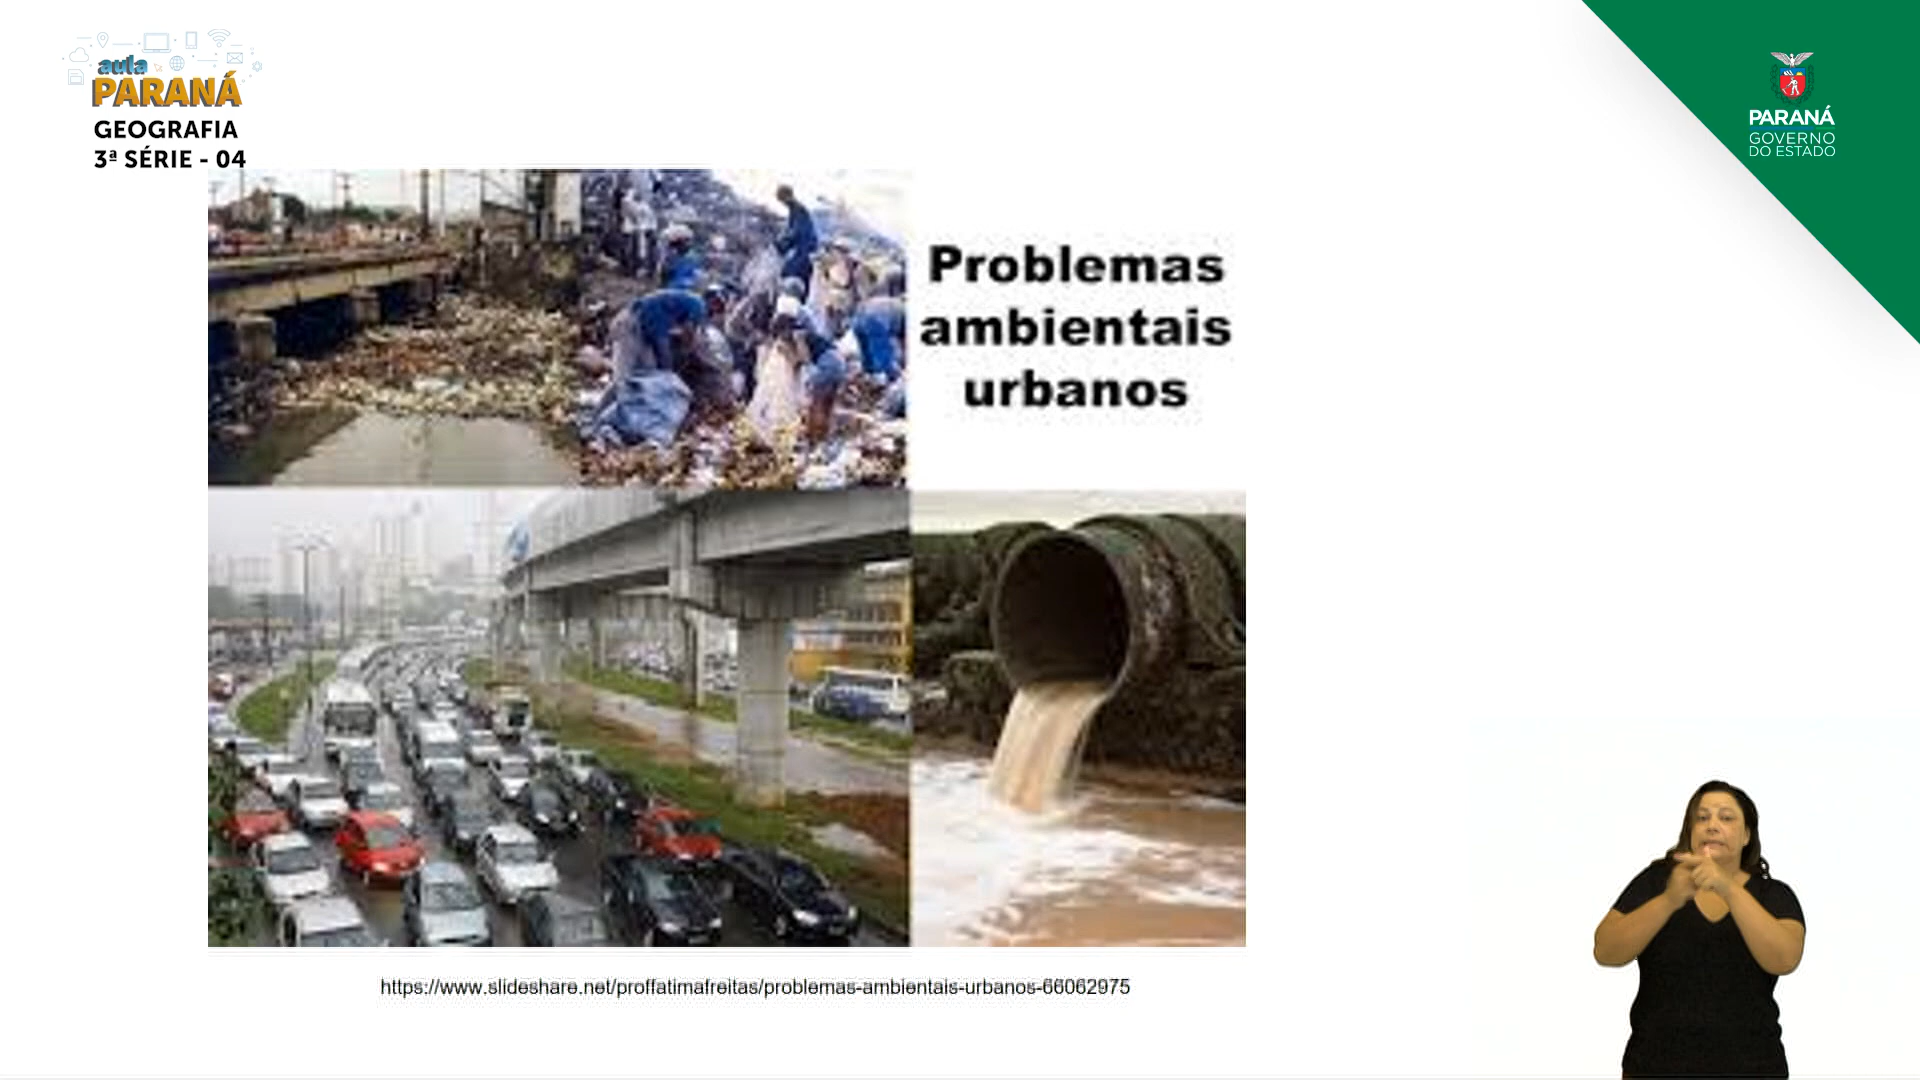 aula
PARANÁ
GEOGRAFIA
3ª SÉRIE - 04
PARANÁ
GOVERNO
DO ESTADO
Problemas
ambientais
urbanos
https://www.slideshare.net/proffatimafreitas/problemas-ambientais-urbanos-66062975